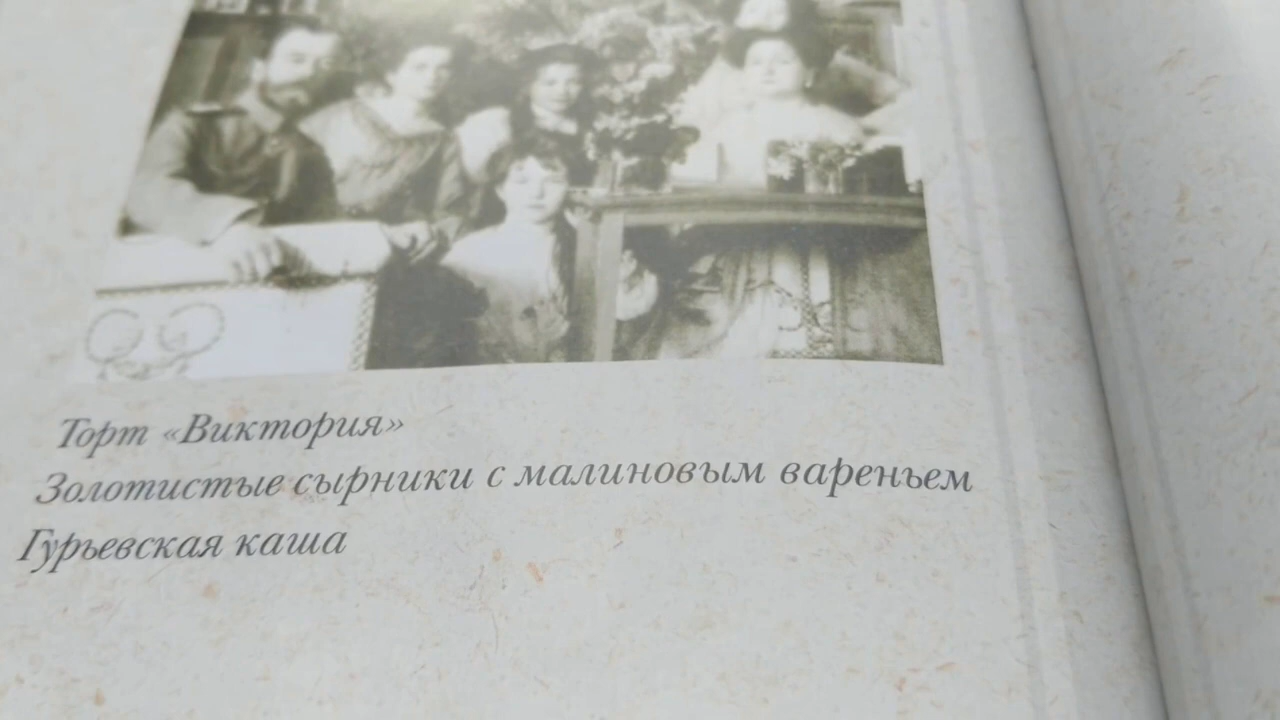 Торт «Виктория»
Золотистые сырники с малиновым вареньем
Гурьевская каша